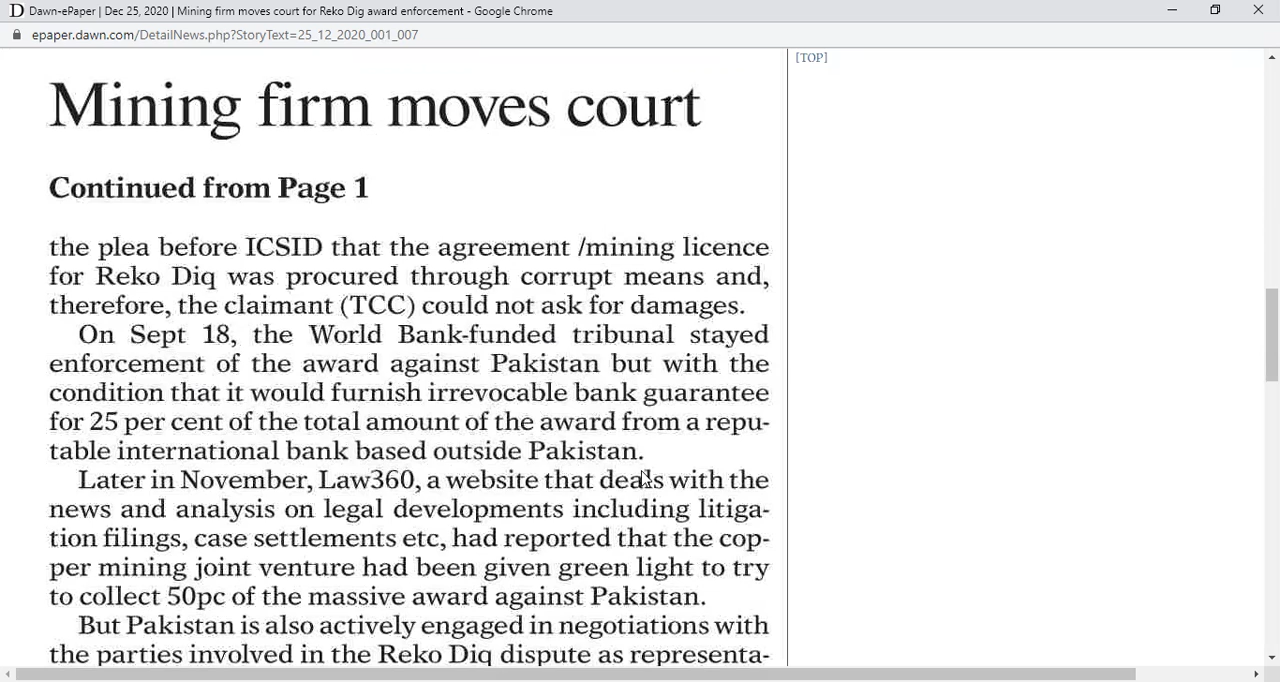 Dawn-ePaper | Dec 25, 2020 | Mining firm moves court for Reko Dig award enforcement - Google Chrome
epaper.dawn.com/DetailNews.php?StoryText=25_12_2020_001_007
[TOP]
Mining firm moves court
Continued from Page 1
the plea before ICSID that the agreement /mining licence
for Reko Diq was procured through corrupt means and,
therefore, the claimant (TCC) could not ask for damages.
On Sept 18, the World Bank-funded tribunal stayed
enforcement of the award against Pakistan but with the
condition that it would furnish irrevocable bank guarantee
for 25 per cent of the total amount of the award from a repu-
table international bank based outside Pakistan.
Later in November, Law360, a website that deals with the
news and analysis on legal developments including litiga-
tion filings, case settlements etc, had reported that the cop-
per mining joint venture had been given green light to try
to collect 50pc of the massive award against Pakistan.
But Pakistan is also actively engaged in negotiations with
the parties involved in the Reko Diq dispute as representa-